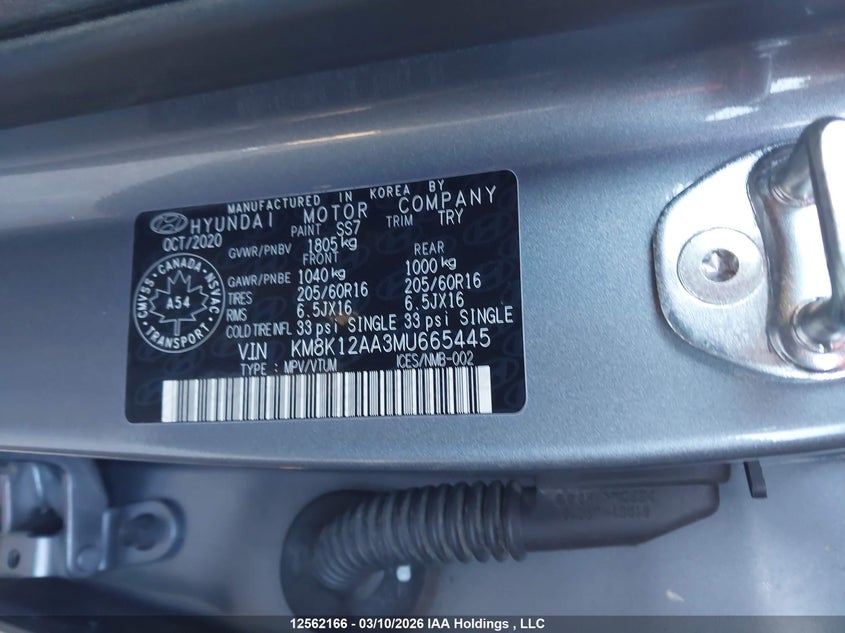 MANUFACTURED IN KOREA BY
HYUNDAI MOTOR COMPANY
OCT/2020 PAINT SS7 TRIM TRY
GVWR/PNBV 1805kg
FRONT REAR
GAWR/PNBE 1040 kg 1000 kg
TIRES 205/60R16 205/60R16
RIMS 6.5JX16 6.5JX16
COLD TIRE INFL 33 psi SINGLE 33 psi SINGLE
CMVSS · CANADA · NSVAC · TRANSPORT ·
A54
VIN KM8K12AA3MU665445
TYPE : MPV/VTUM ICES/NMB-002
12562166 - 03/10/2026 IAA Holdings , LLC